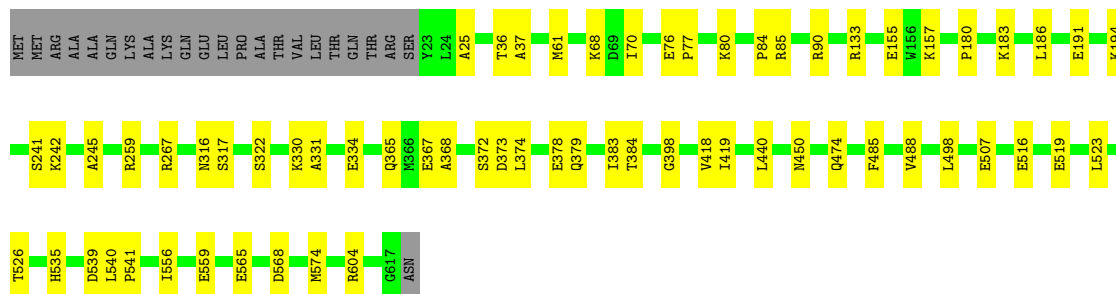 MET MET ARG ALA ALA GLN LYS ALA LYS GLN GLU LEU PRO ALA THR VAL LEU THR GLN THR ARG SER Y23 L24 A25 T36 A37 M61 K68 D69 I70 E76 P77 K80 P84 R85 R90 R133 E155 W156 K157 P180 K183 L186 E191 K194
S241 K242 A245 R259 R267 N316 S317 S322 K330 A331 E334 Q365 M366 E367 A368 S372 D373 L374 E378 Q379 I383 T384 G398 V418 I419 L440 N450 Q474 F485 V488 L498 E507 E516 E519 L523
T526 H535 D539 L540 P541 I556 E559 E565 D568 M574 R604 G617 ASN